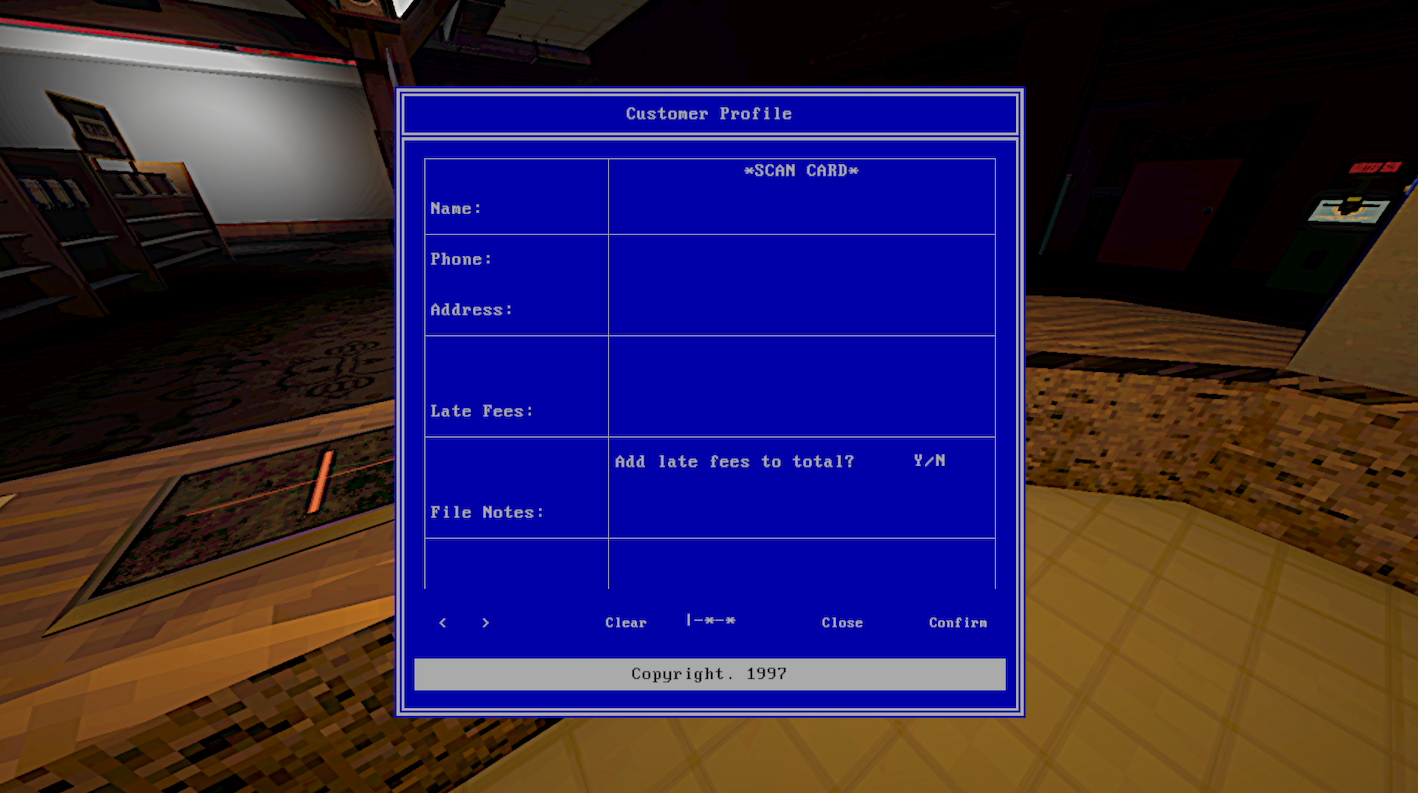 Customer Profile
*SCAN CARD*
Name:
Phone:
Address:
Late Fees:
Add late fees to total? Y/N
File Notes:
< > Clear |-*-* Close Confirm
Copyright. 1997